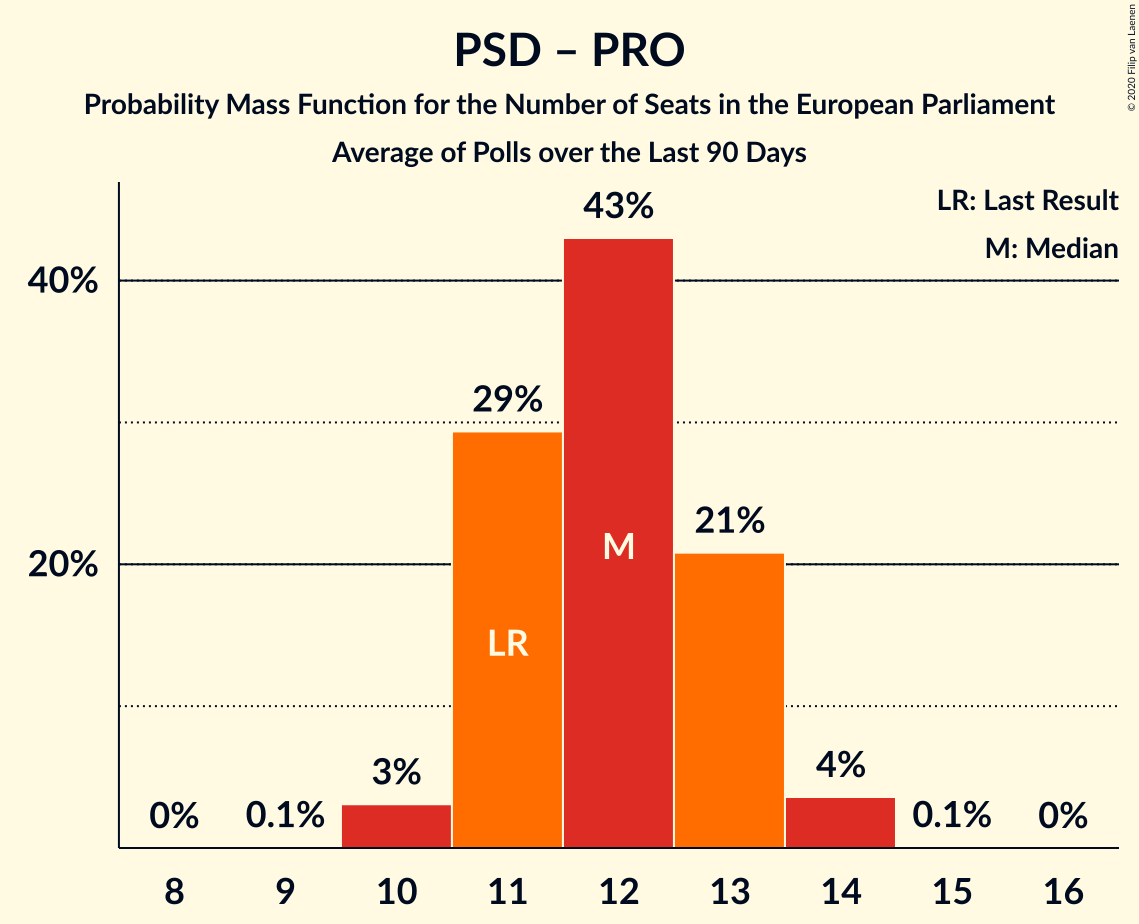 PSD – PRO
Probability Mass Function for the Number of Seats in the European Parliament
Average of Polls over the Last 90 Days
© 2020 Filip van Laenen
LR: Last Result
M: Median
43%
40%
29%
21%
M
20%
LR
3%
4%
0%
0.1%
0.1%
0%
8 9 10 11 12 13 14 15 16